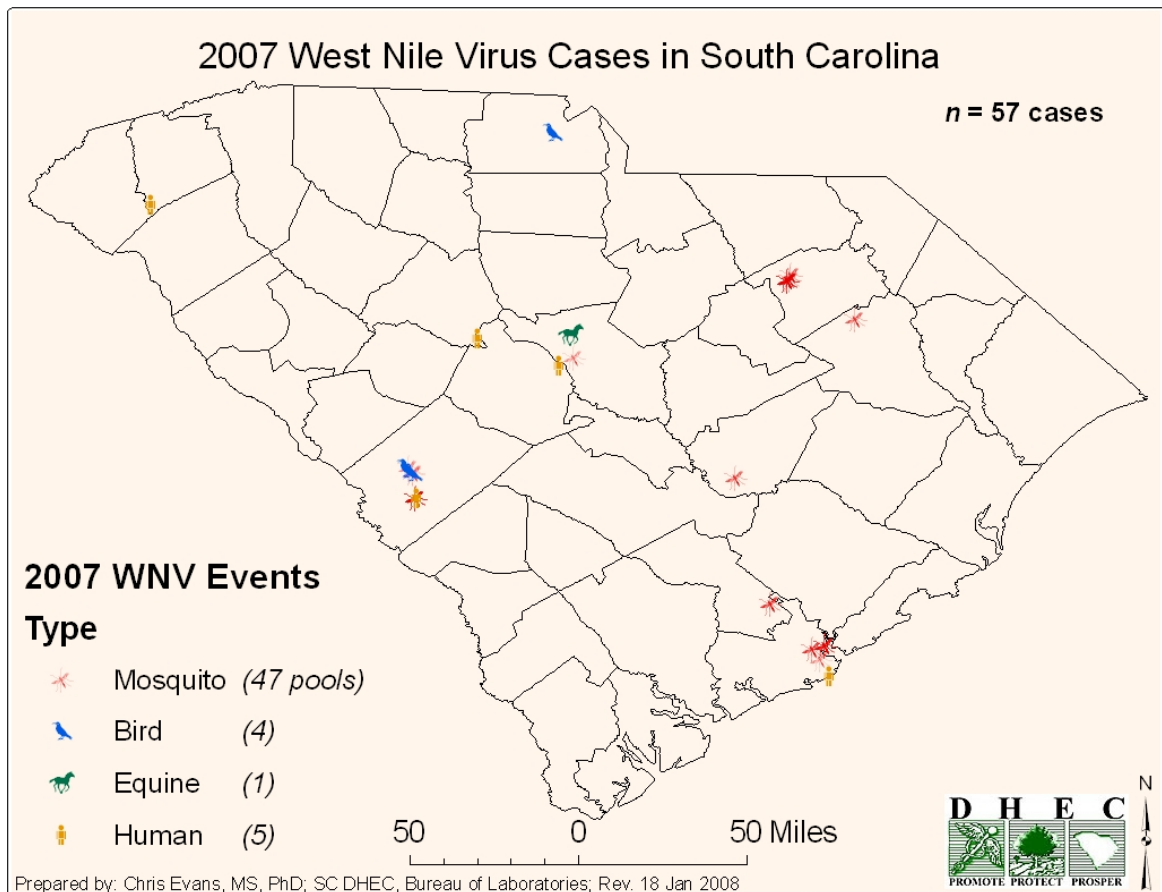 2007 West Nile Virus Cases in South Carolina
n = 57 cases
2007 WNV Events
Type
Mosquito (47 pools)
Bird (4)
Equine (1)
Human (5)
50 0 50 Miles
N
D H E C
PROMOTE PROTECT PROSPER
Prepared by: Chris Evans, MS, PhD; SC DHEC, Bureau of Laboratories; Rev. 18 Jan 2008